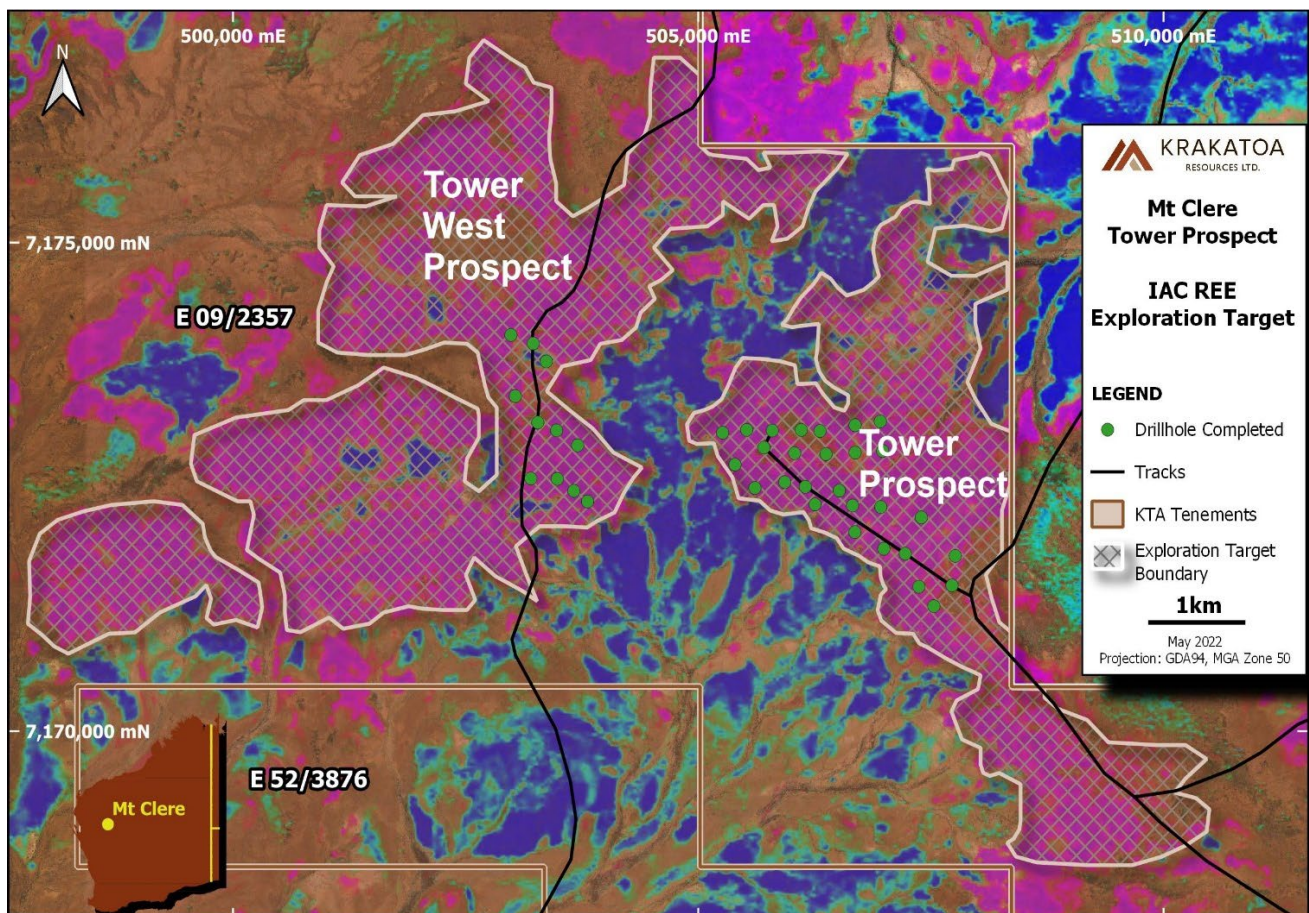 500,000 mE
505,000 mE
510,000 mE
N
7,175,000 mN
7,170,000 mN
Tower
West
Prospect
E 09/2357
Tower
Prospect
E 52/3876
Mt Clere
KRAKATOA
RESOURCES LTD.
Mt Clere
Tower Prospect
IAC REE
Exploration Target
LEGEND
Drillhole Completed
Tracks
KTA Tenements
Exploration Target
Boundary
1km
May 2022
Projection: GDA94, MGA Zone 50